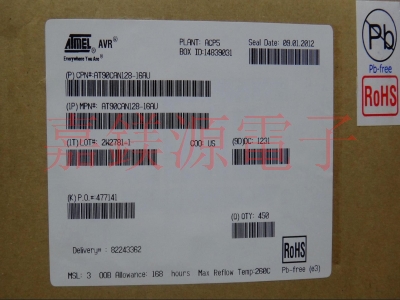 ATMEL AVR®
Everywhere You Are®
PLANT: ACPS
BOX ID:14839031
Seal Date: 09.01.2012
Pb
Pb-free
RoHS
(P) CPN#: AT90CAN128-16AU
(1P) MPN#: AT90CAN128-16AU
嘉鎂源電子
(1T) LOT#: 2W2781-1
COO: US
(9D) DC: 1231
(K) P.O.#: 477141
(Q) QTY: 450
Delivery#: 82243362
RoHS
MSL: 3 OOB Allowance: 168 hours Max Reflow Temp:260C Pb-free (e3)